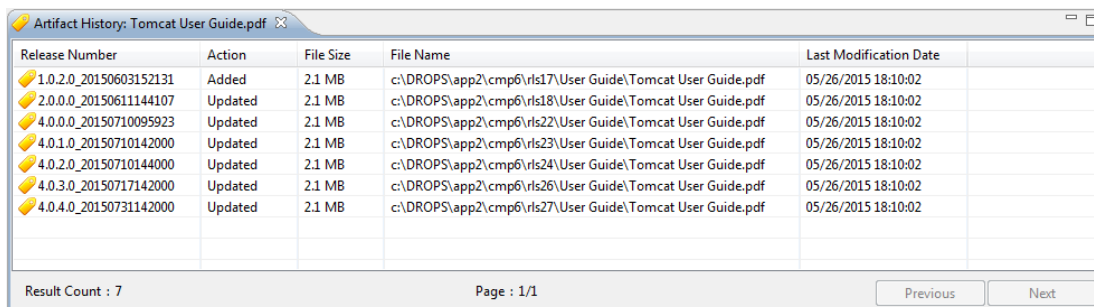 Artifact History: Tomcat User Guide.pdf
Release Number Action File Size File Name Last Modification Date
1.0.2.0_20150603152131 Added 2.1 MB c:\DROPS\app2\cmp6\rls17\User Guide\Tomcat User Guide.pdf 05/26/2015 18:10:02
2.0.0.0_20150611144107 Updated 2.1 MB c:\DROPS\app2\cmp6\rls18\User Guide\Tomcat User Guide.pdf 05/26/2015 18:10:02
4.0.0.0_20150710095923 Updated 2.1 MB c:\DROPS\app2\cmp6\rls22\User Guide\Tomcat User Guide.pdf 05/26/2015 18:10:02
4.0.1.0_20150710142000 Updated 2.1 MB c:\DROPS\app2\cmp6\rls23\User Guide\Tomcat User Guide.pdf 05/26/2015 18:10:02
4.0.2.0_20150710144000 Updated 2.1 MB c:\DROPS\app2\cmp6\rls24\User Guide\Tomcat User Guide.pdf 05/26/2015 18:10:02
4.0.3.0_20150717142000 Updated 2.1 MB c:\DROPS\app2\cmp6\rls26\User Guide\Tomcat User Guide.pdf 05/26/2015 18:10:02
4.0.4.0_20150731142000 Updated 2.1 MB c:\DROPS\app2\cmp6\rls27\User Guide\Tomcat User Guide.pdf 05/26/2015 18:10:02
Result Count : 7 Page : 1/1 Previous Next